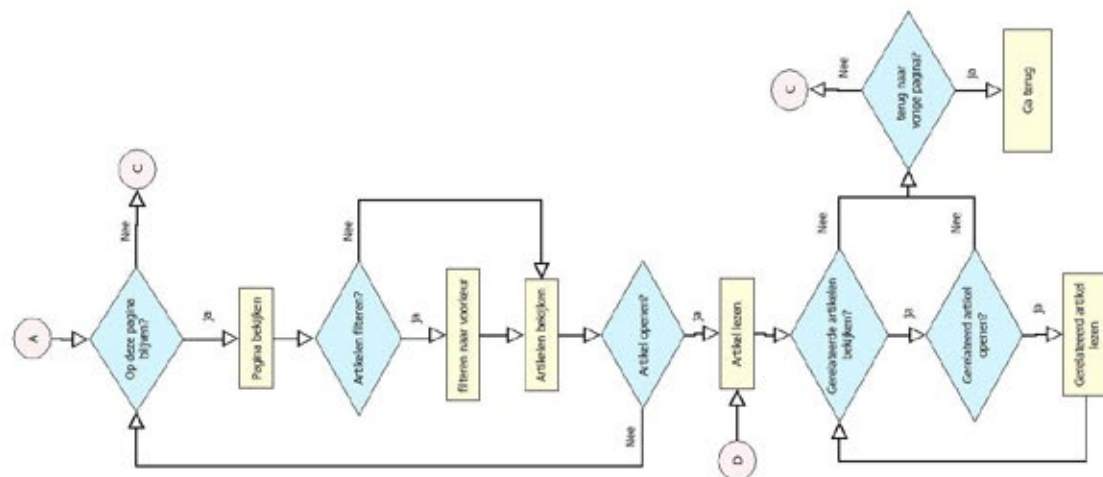 A
Op deze pagine
blijven?
Nee
C
Ja
Pagina bekijken
Artikelen filteren?
Nee
Ja
filteren naar voorkeur
Artikelen bekijken
Artikel openen?
Nee
Ja
Artikel lezen
D
Gerelateerde artikelen
bekijken?
Nee
Ja
Gerelateerd artikel
openen?
Nee
Ja
Gerelateerd artikel
lezen
terug naar
vorige pagina?
Nee
C
Ja
Ga terug